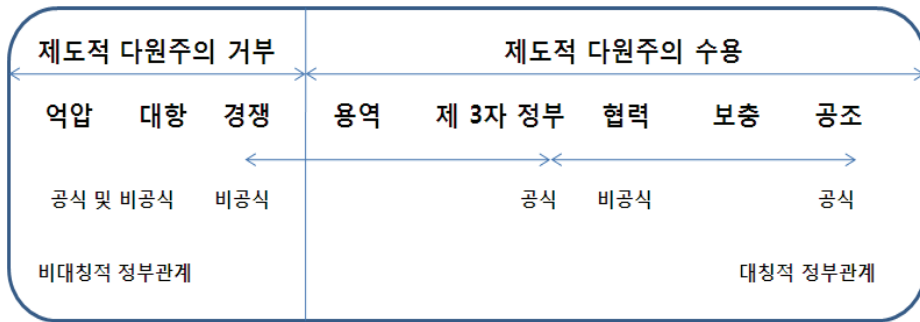 제도적 다원주의 거부 제도적 다원주의 수용
억압 대항 경쟁 용역 제 3자 정부 협력 보충 공조
공식 및 비공식 비공식 공식 비공식 공식
비대칭적 정부관계 대칭적 정부관계